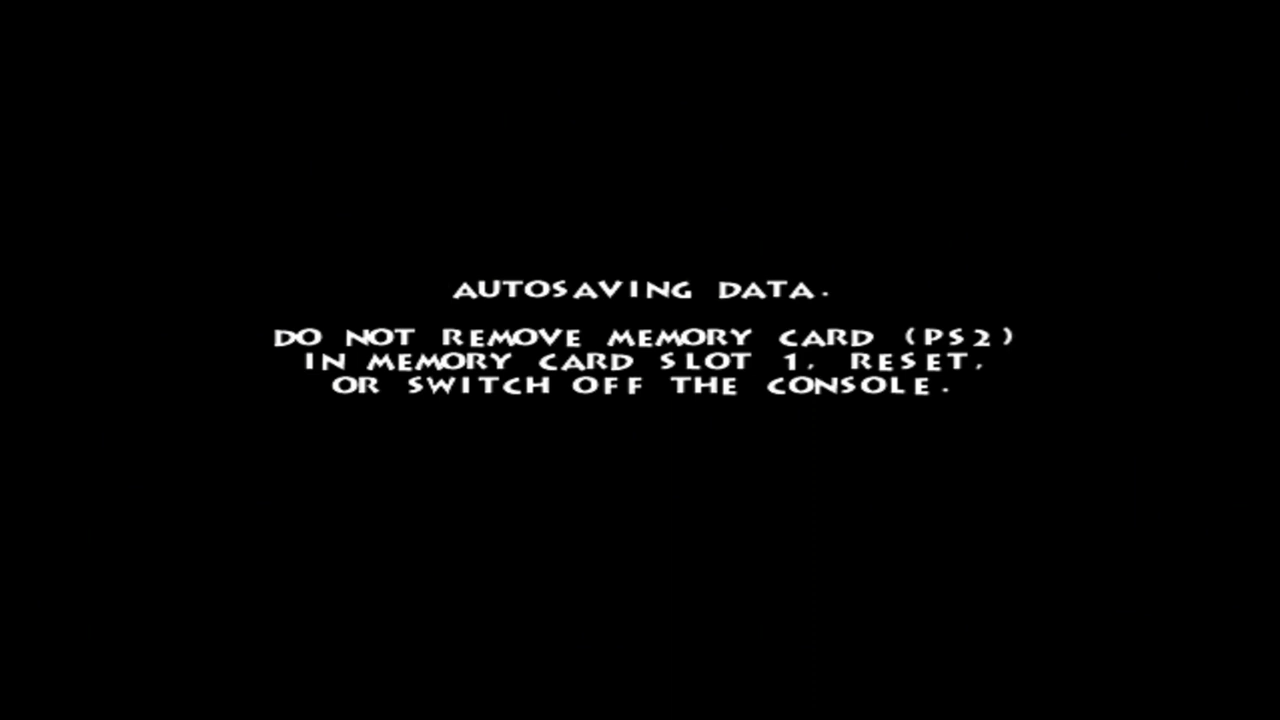 AUTOSAVING DATA.
DO NOT REMOVE MEMORY CARD (PS2)
IN MEMORY CARD SLOT 1, RESET,
OR SWITCH OFF THE CONSOLE.